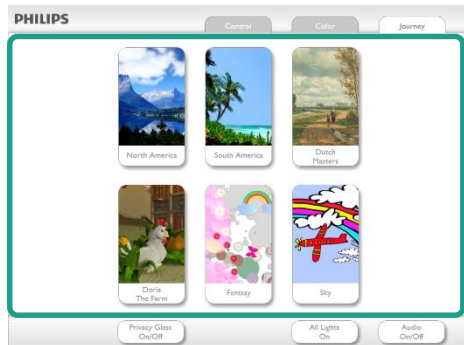 PHILIPS
Control
Color
Journey
North America
South America
Dutch
Masters
Doris
The Farm
Fantasy
Sky
Privacy Glass
On/Off
All Lights
On
Audio
On/Off